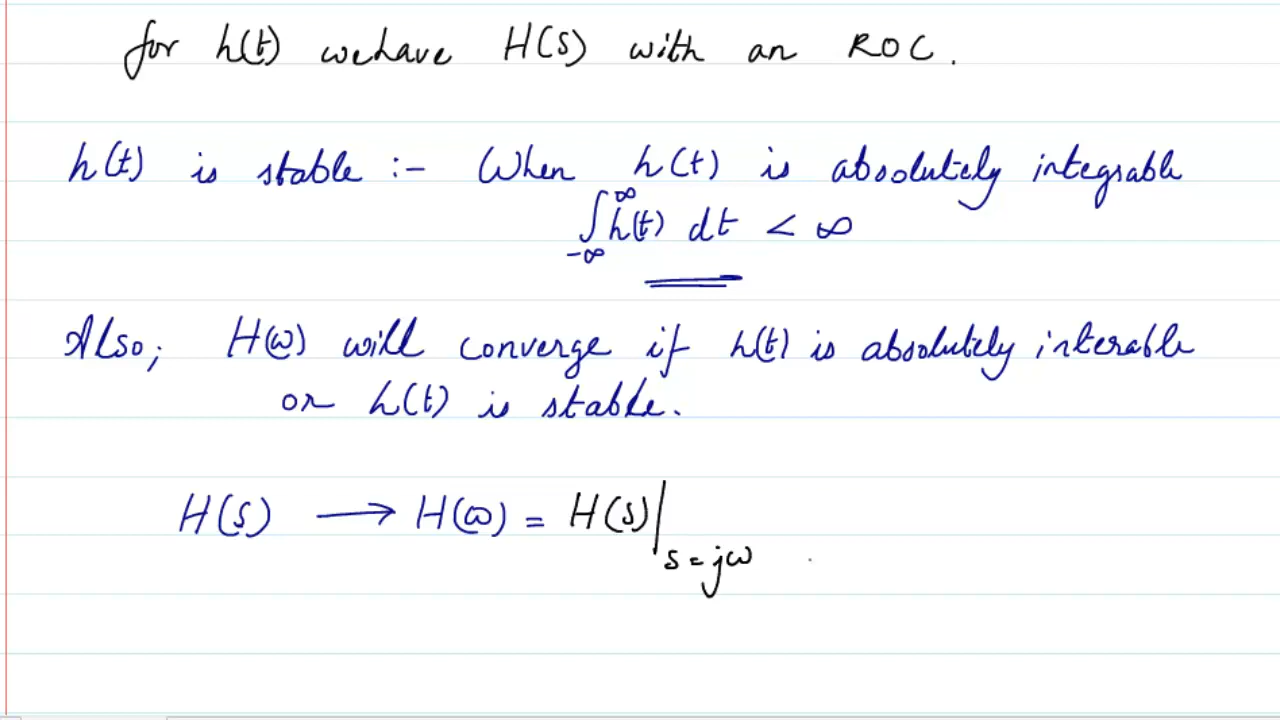 for h(t) we have H(s) with an ROC.
h(t) is stable :- When h(t) is absolutely integrable
∫_{-∞}^{∞} h(t) dt < ∞
Also; H(ω) will converge if h(t) is absolutely interable
or h(t) is stable.
H(s) → H(ω) = H(s)|_{s=jω}